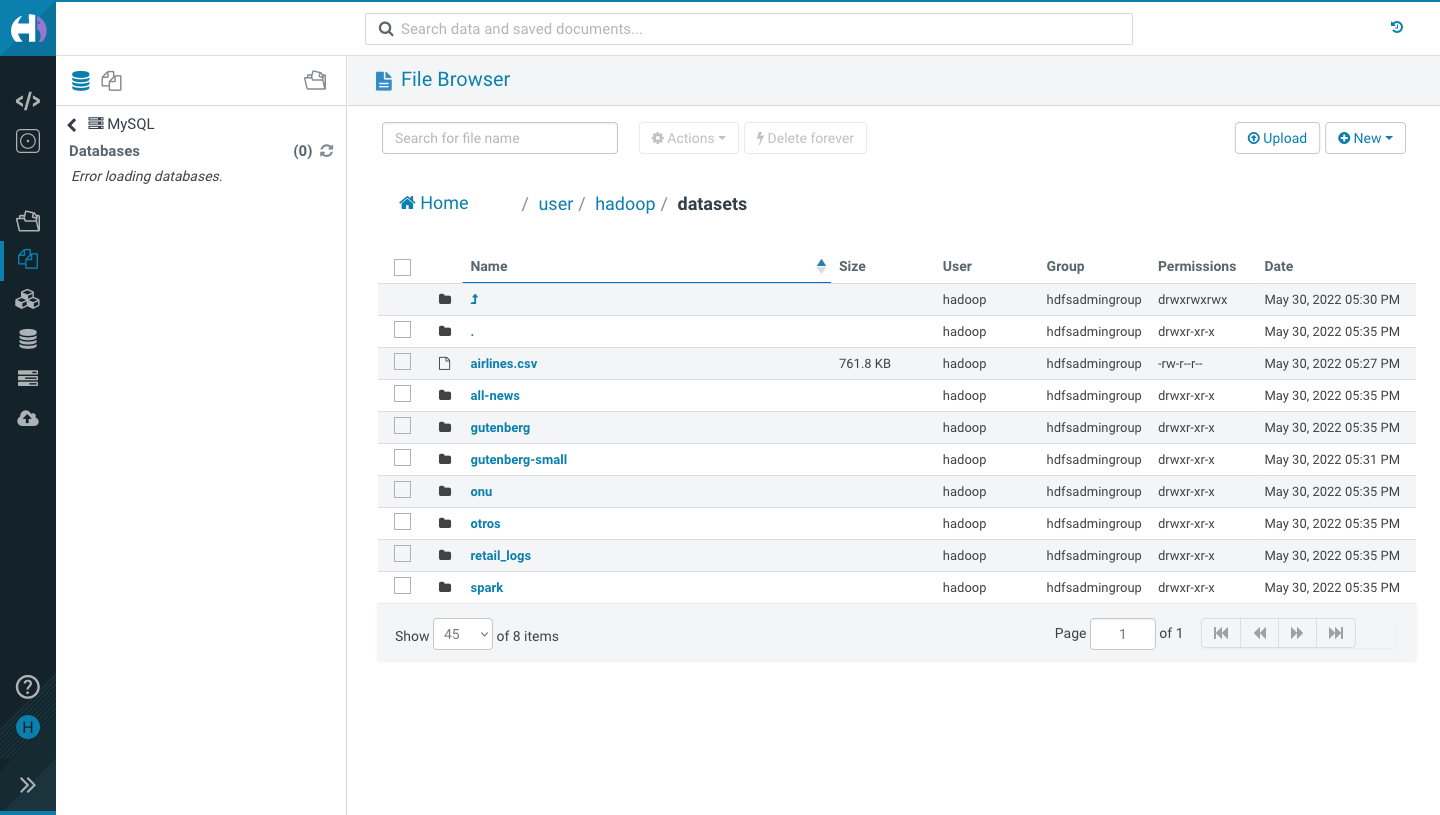 Search data and saved documents...
MySQL
Databases (0)
Error loading databases.
File Browser
Search for file name Actions Delete forever Upload New
Home / user / hadoop / datasets
Name Size User Group Permissions Date
hadoop hdfsadmingroup drwxrwxrwx May 30, 2022 05:30 PM
. hadoop hdfsadmingroup drwxr-xr-x May 30, 2022 05:35 PM
airlines.csv 761.8 KB hadoop hdfsadmingroup -rw-r--r-- May 30, 2022 05:27 PM
all-news hadoop hdfsadmingroup drwxr-xr-x May 30, 2022 05:35 PM
gutenberg hadoop hdfsadmingroup drwxr-xr-x May 30, 2022 05:35 PM
gutenberg-small hadoop hdfsadmingroup drwxr-xr-x May 30, 2022 05:31 PM
onu hadoop hdfsadmingroup drwxr-xr-x May 30, 2022 05:35 PM
otros hadoop hdfsadmingroup drwxr-xr-x May 30, 2022 05:35 PM
retail_logs hadoop hdfsadmingroup drwxr-xr-x May 30, 2022 05:35 PM
spark hadoop hdfsadmingroup drwxr-xr-x May 30, 2022 05:35 PM
Show 45 of 8 items Page 1 of 1
?
H